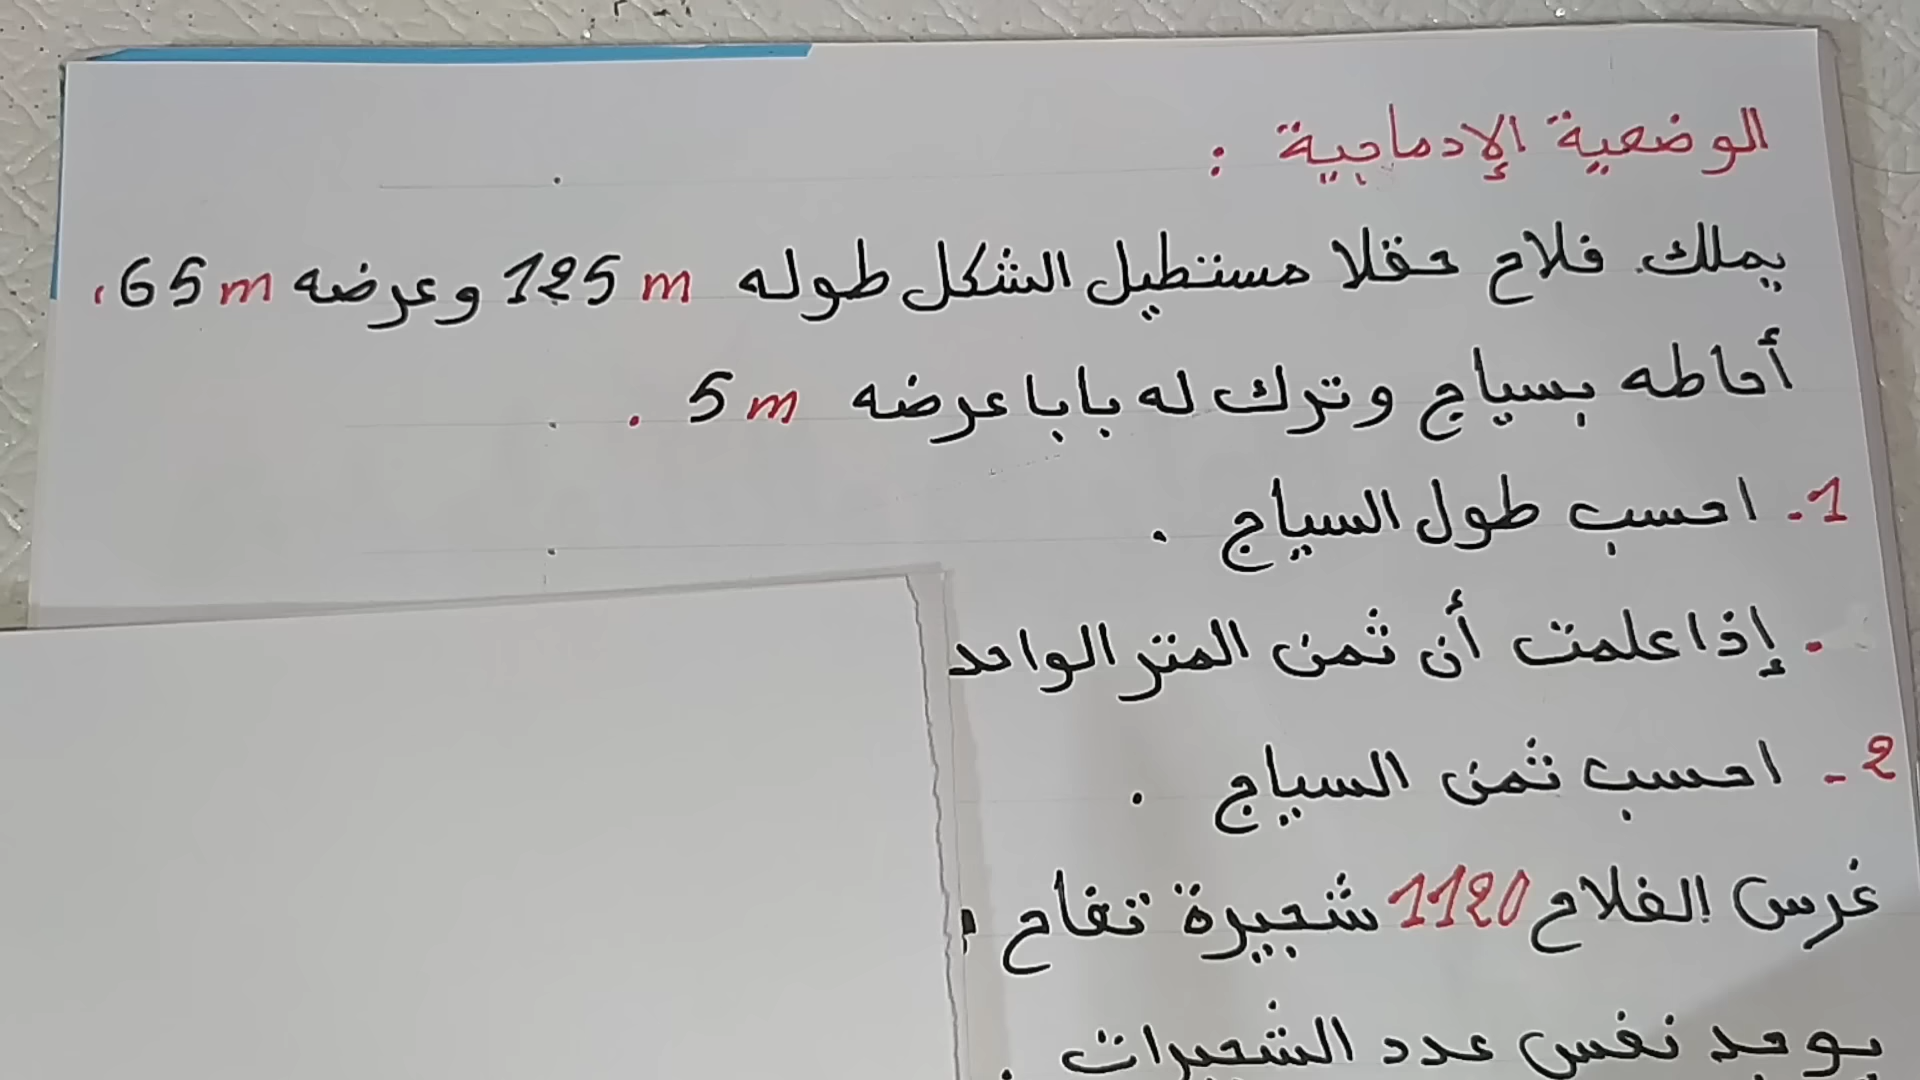 الوضعية الإدماجية :
يملك فلاح حقلا مستطيل الشكل طوله 125 m وعرضه 65 m،
أحاطه بسياج وترك له بابا عرضه 5 m .
1- احسب طول السياج .
. إذا علمت أن ثمن المتر الواحد
2- احسب ثمن السياج .
غرس الفلاح 1120 شجيرة تفاح
يوجد نفس عدد الشجيرات .